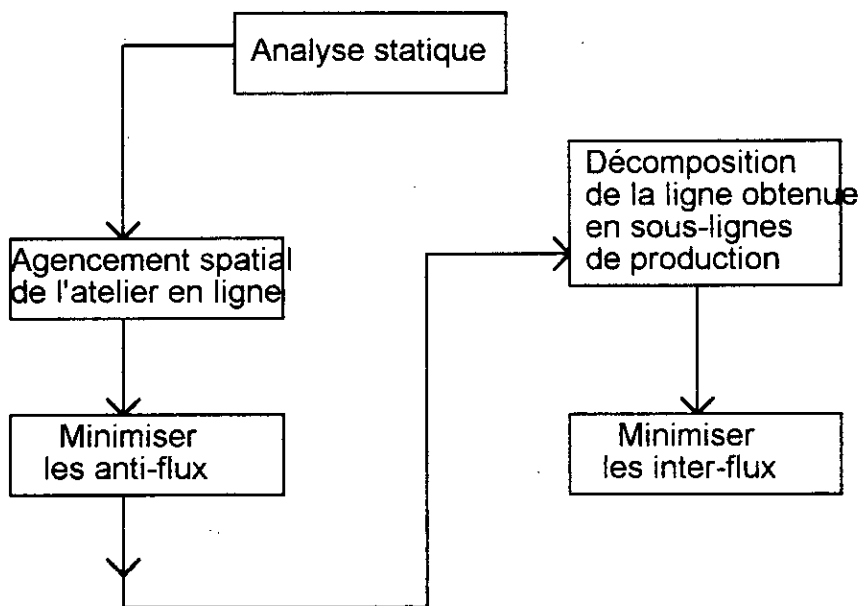 Analyse statique
Agencement spatial
de l'atelier en ligne
Minimiser
les anti-flux
Décomposition
de la ligne obtenue
en sous-lignes
de production
Minimiser
les inter-flux